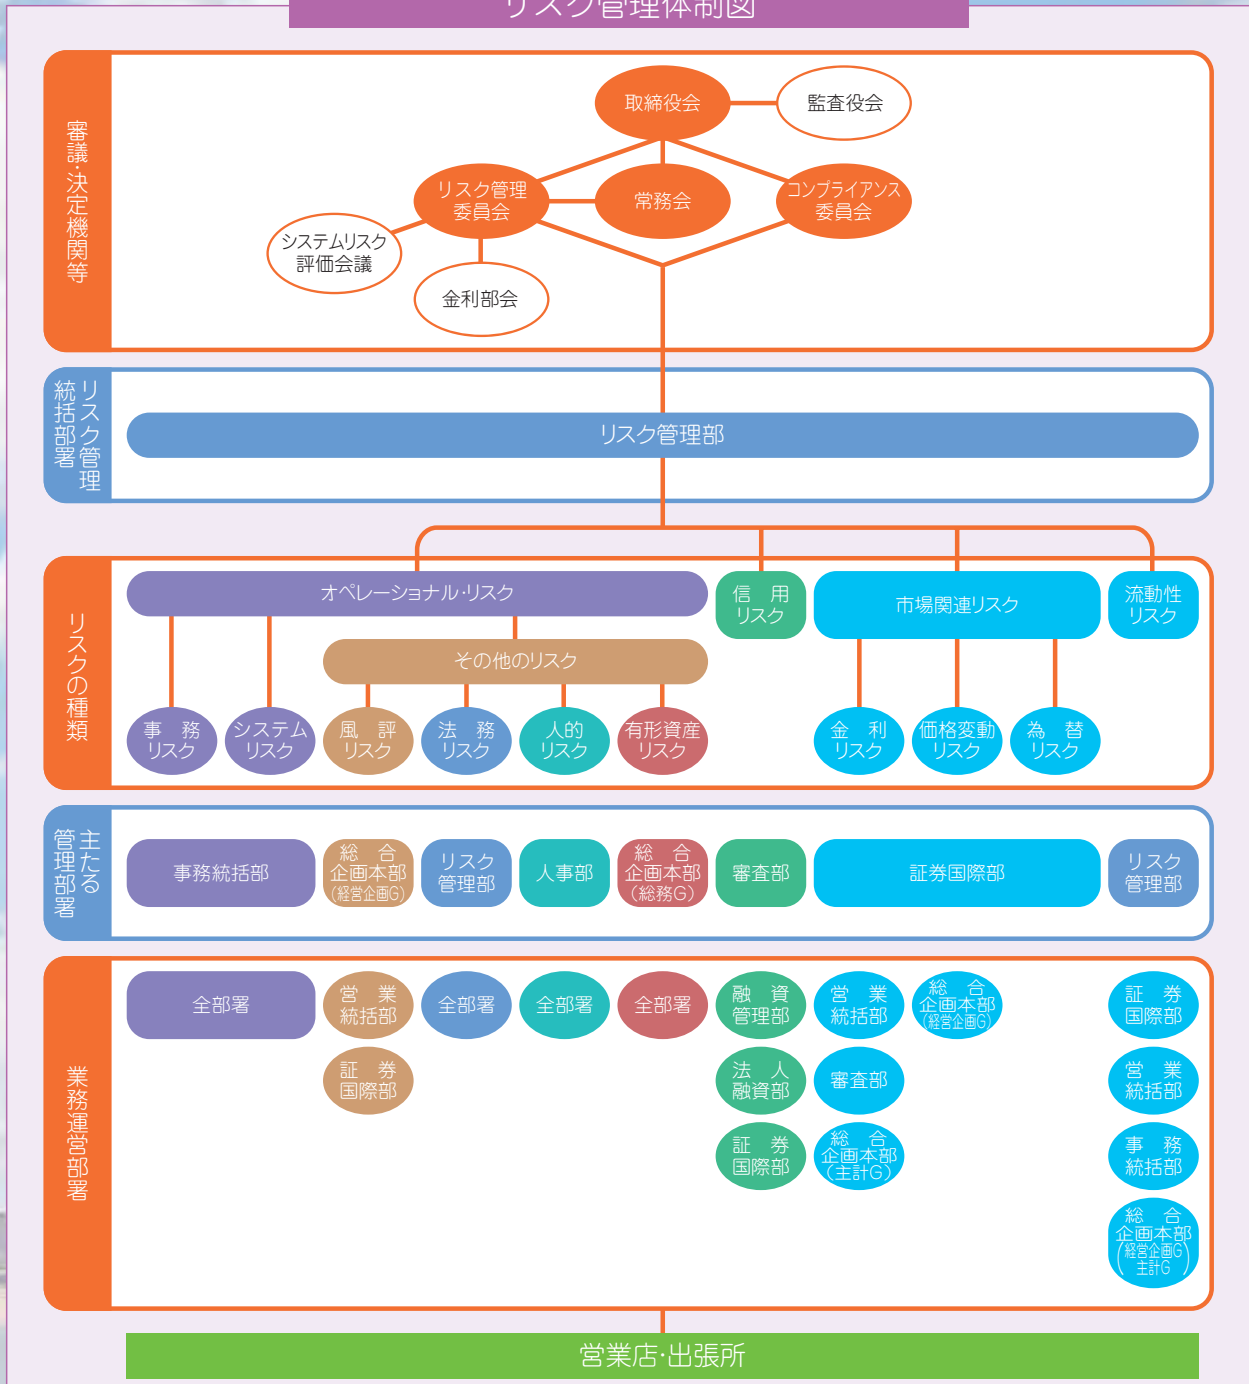 リスク管理体制図
審議・決定機関等
取締役会
監査役会
リスク管理
委員会
常務会
コンプライアンス
委員会
システムリスク
評価会議
金利部会
リスク管理
統括部署
リスク管理部
リスクの種類
オペレーショナル・リスク
信 用
リスク
市場関連リスク
流動性
リスク
その他のリスク
事 務
リスク
システム
リスク
風 評
リスク
法 務
リスク
人的
リスク
有形資産
リスク
金 利
リスク
価格変動
リスク
為 替
リスク
主たる
管理部署
事務統括部
総 合
企画本部
(経営企画G)
リスク
管理部
人事部
総 合
企画本部
(総務G)
審査部
証券国際部
リスク
管理部
業務運営部署
全部署
営 業
統括部
全部署
全部署
全部署
融 資
管理部
営 業
統括部
総 合
企画本部
(経営企画G)
証 券
国際部
証 券
国際部
法 人
融資部
審査部
営 業
統括部
証 券
国際部
総 合
企画本部
(主計G)
事 務
統括部
総 合
企画本部
(経営企画G
主計G)
営業店・出張所